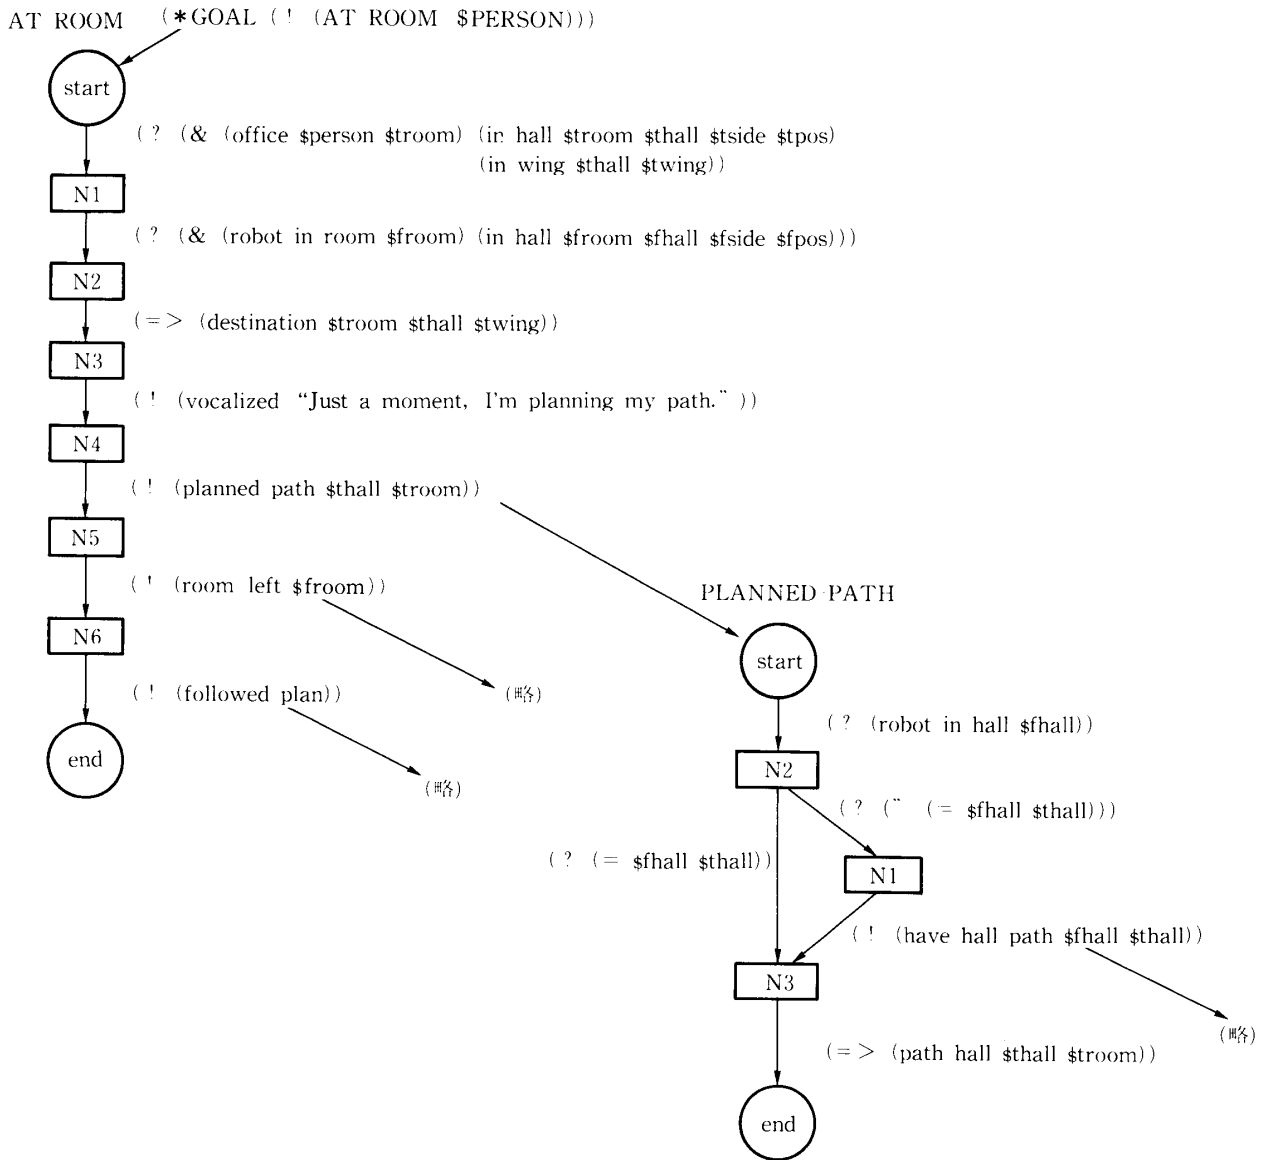 AT ROOM (*GOAL (! (AT ROOM $PERSON)))
start
(? (& (office $person $troom) (in hall $troom $thall $tside $tpos)
(in wing $thall $twing))
N1
(? (& (robot in room $froom) (in hall $froom $fhall $fside $fpos)))
N2
(=> (destination $troom $thall $twing))
N3
(! (vocalized “Just a moment, I'm planning my path.¨ ))
N4
(! (planned path $thall $troom))
N5
(! (room left $froom))
(略)
N6
(! (followed plan))
(略)
end
PLANNED PATH
start
(? (robot in hall $fhall))
N2
(? (¨ (= $fhall $thall)))
(? (= $fhall $thall))
N1
(! (have hall path $fhall $thall))
(略)
N3
(=> (path hall $thall $troom))
end